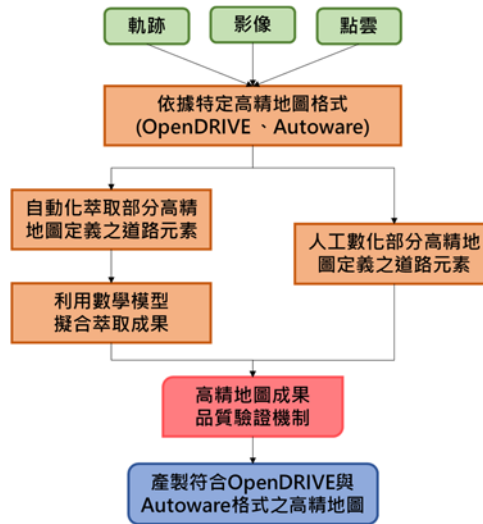 軌跡
影像
點雲
依據特定高精地圖格式
(OpenDRIVE、Autoware)
自動化萃取部分高精
地圖定義之道路元素
人工數化部分高精地
圖定義之道路元素
利用數學模型
擬合萃取成果
高精地圖成果
品質驗證機制
產製符合OpenDRIVE與
Autoware格式之高精地圖